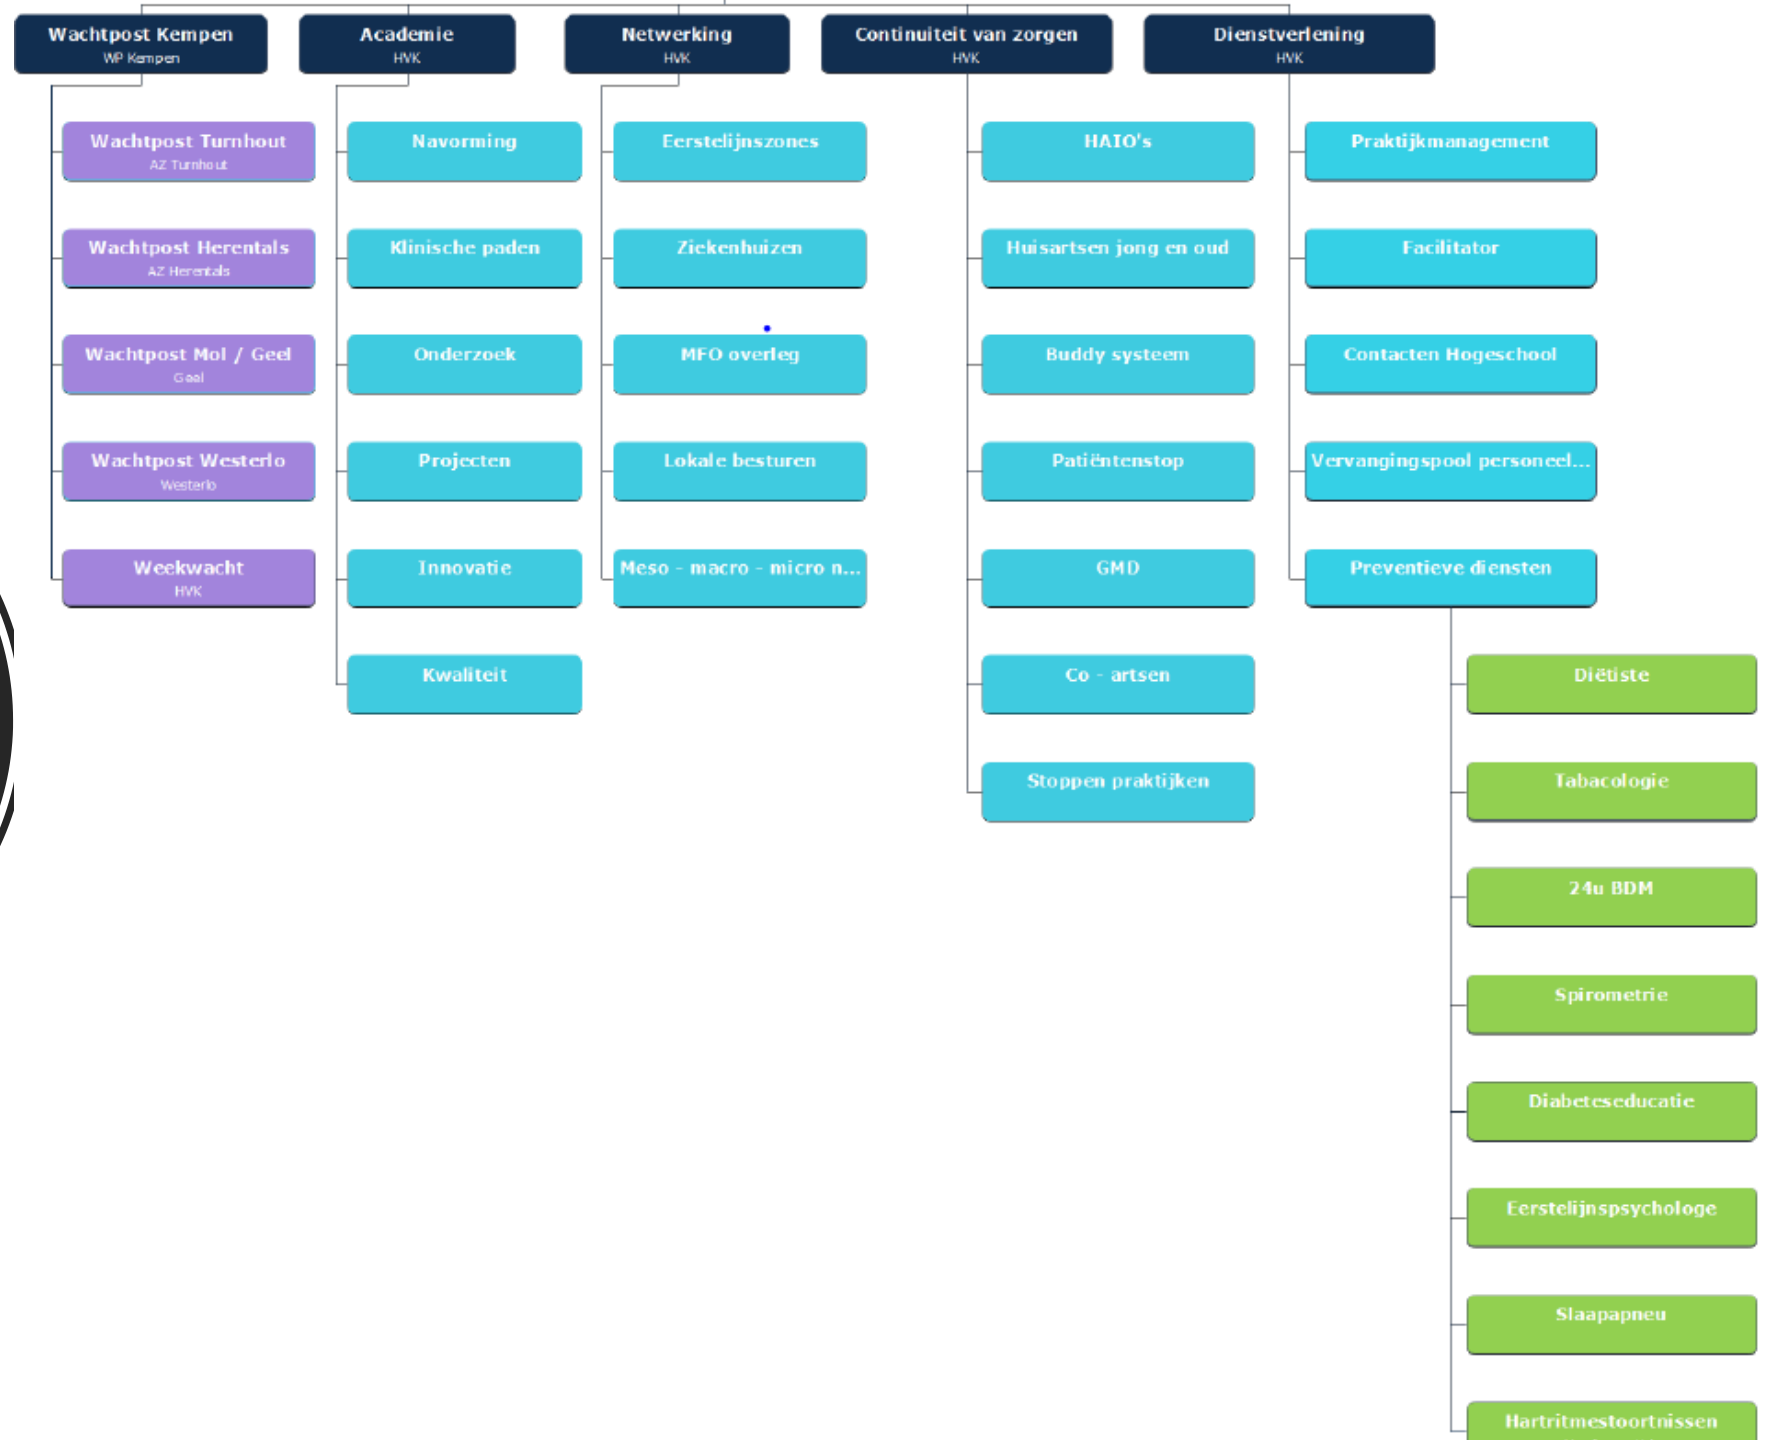 Wachtpost Kempen
WP Kempen
Academie
HVK
Netwerking
HVK
Continuiteit van zorgen
HVK
Dienstverlening
HVK
Wachtpost Turnhout
AZ Turnhout
Wachtpost Herentals
AZ Herentals
Wachtpost Mol / Geel
Geel
Wachtpost Westerlo
Westerlo
Weekwacht
HVK
Navorming
Klinische paden
Onderzoek
Projecten
Innovatie
Kwaliteit
Eerstelijnszones
Ziekenhuizen
MFO overleg
Lokale besturen
Meso - macro - micro n...
HAIO's
Huisartsen jong en oud
Buddy systeem
Patiëntenstop
GMD
Co - artsen
Stoppen praktijken
Praktijkmanagement
Facilitator
Contacten Hogeschool
Vervangingspool personeel...
Preventieve diensten
Diëtiste
Tabacologie
24u BDM
Spirometrie
Diabeteseducatie
Eerstelijnspsychologe
Slaapapneu
Hartritmestoortnissen